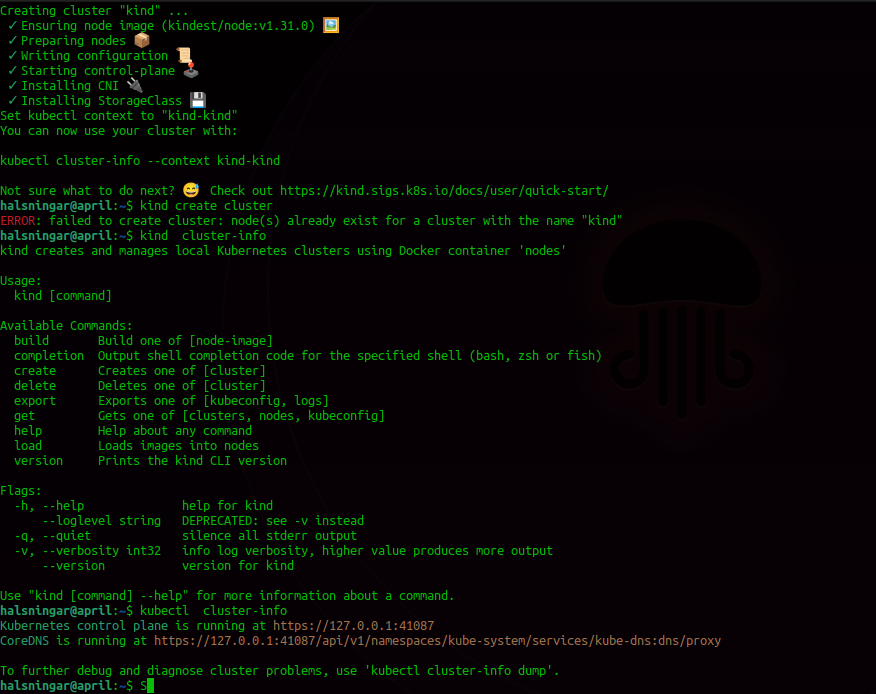 Creating cluster "kind" ...
✓ Ensuring node image (kindest/node:v1.31.0) 🖼
✓ Preparing nodes 📦
✓ Writing configuration 📜
✓ Starting control-plane 🕹️
✓ Installing CNI 🔌
✓ Installing StorageClass 💾
Set kubectl context to "kind-kind"
You can now use your cluster with:

kubectl cluster-info --context kind-kind

Not sure what to do next? 😅 Check out https://kind.sigs.k8s.io/docs/user/quick-start/
halsningar@april:~$ kind create cluster
ERROR: failed to create cluster: node(s) already exist for a cluster with the name "kind"
halsningar@april:~$ kind  cluster-info
kind creates and manages local Kubernetes clusters using Docker container 'nodes'

Usage:
  kind [command]

Available Commands:
  build       Build one of [node-image]
  completion  Output shell completion code for the specified shell (bash, zsh or fish)
  create      Creates one of [cluster]
  delete      Deletes one of [cluster]
  export      Exports one of [kubeconfig, logs]
  get         Gets one of [clusters, nodes, kubeconfig]
  help        Help about any command
  load        Loads images into nodes
  version     Prints the kind CLI version

Flags:
  -h, --help              help for kind
      --loglevel string   DEPRECATED: see -v instead
  -q, --quiet             silence all stderr output
  -v, --verbosity int32   info log verbosity, higher value produces more output
      --version           version for kind

Use "kind [command] --help" for more information about a command.
halsningar@april:~$ kubectl  cluster-info
Kubernetes control plane is running at https://127.0.0.1:41087
CoreDNS is running at https://127.0.0.1:41087/api/v1/namespaces/kube-system/services/kube-dns:dns/proxy

To further debug and diagnose cluster problems, use 'kubectl cluster-info dump'.
halsningar@april:~$ S